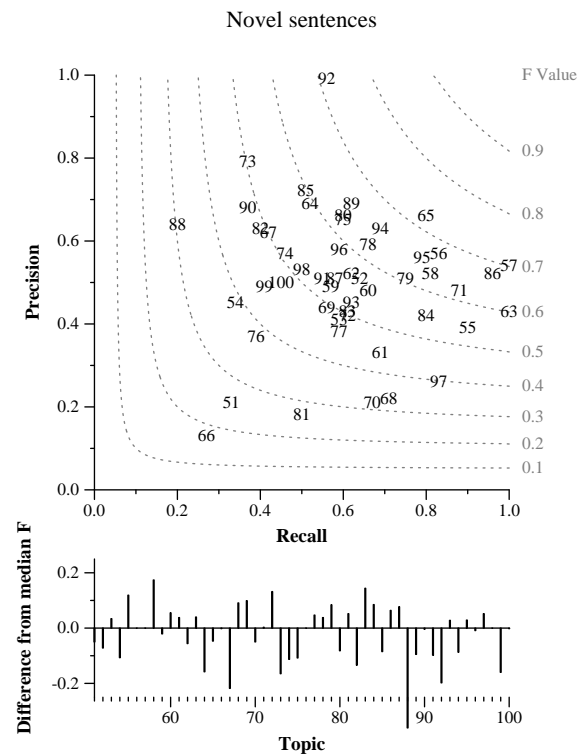 Novel sentences
1.0 92 F Value
0.9
0.8 73
85
90 64 89 0.8
88 82 80 65
67 75 94
0.6 74 96 78 56 57 0.7
98 95
99 100 91 87 62 52 79 58 86
59 60 71
54 69 93 63 0.6
0.4 76 84 55
77
61 0.5
97 0.4
0.2 51 70 68 0.3
81
66 0.2
0.1
0.0
0.0 0.2 0.4 0.6 0.8 1.0
Precision
Recall
0.2
0.0
-0.2
60 70 80 90 100
Difference from median F
Topic